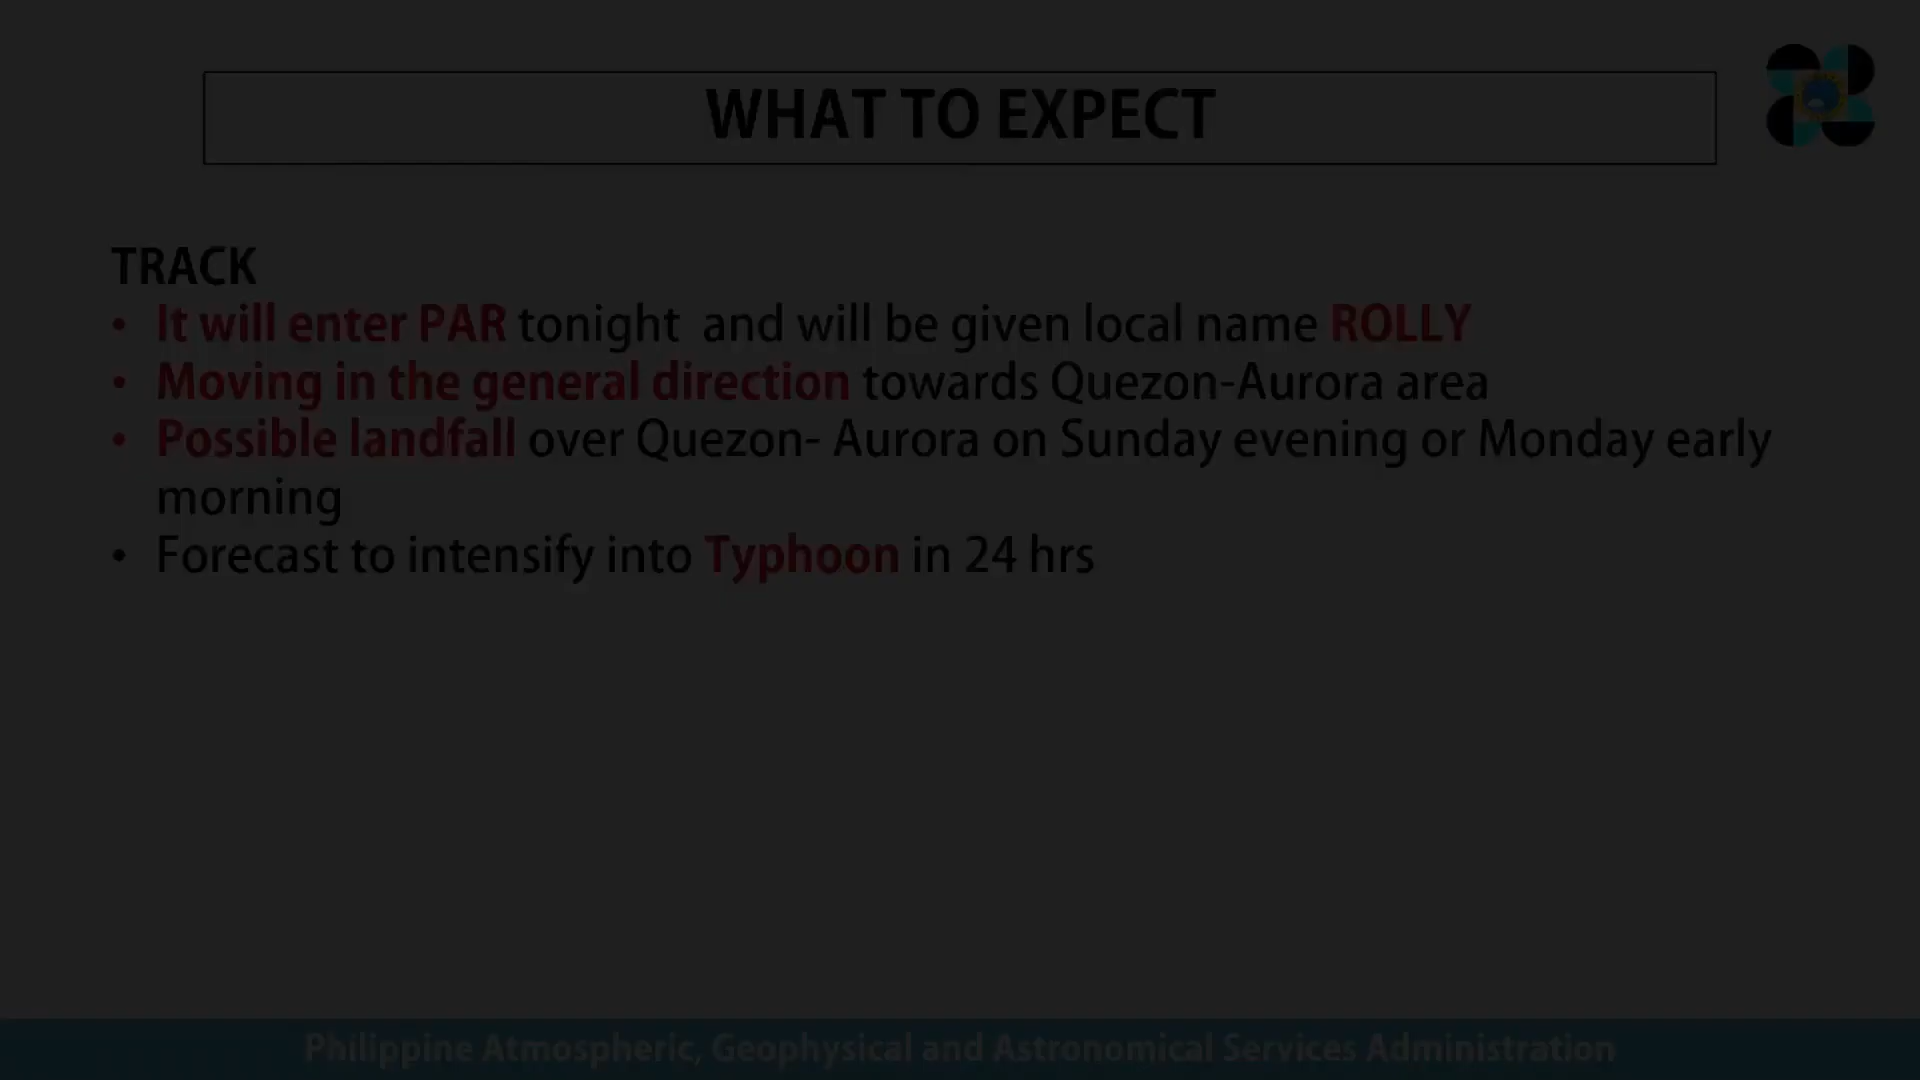 WHAT TO EXPECT
TRACK
• It will enter PAR tonight and will be given local name ROLLY
• Moving in the general direction towards Quezon-Aurora area
• Possible landfall over Quezon- Aurora on Sunday evening or Monday early
morning
• Forecast to intensify into Typhoon in 24 hrs
Philippine Atmospheric, Geophysical and Astronomical Services Administration